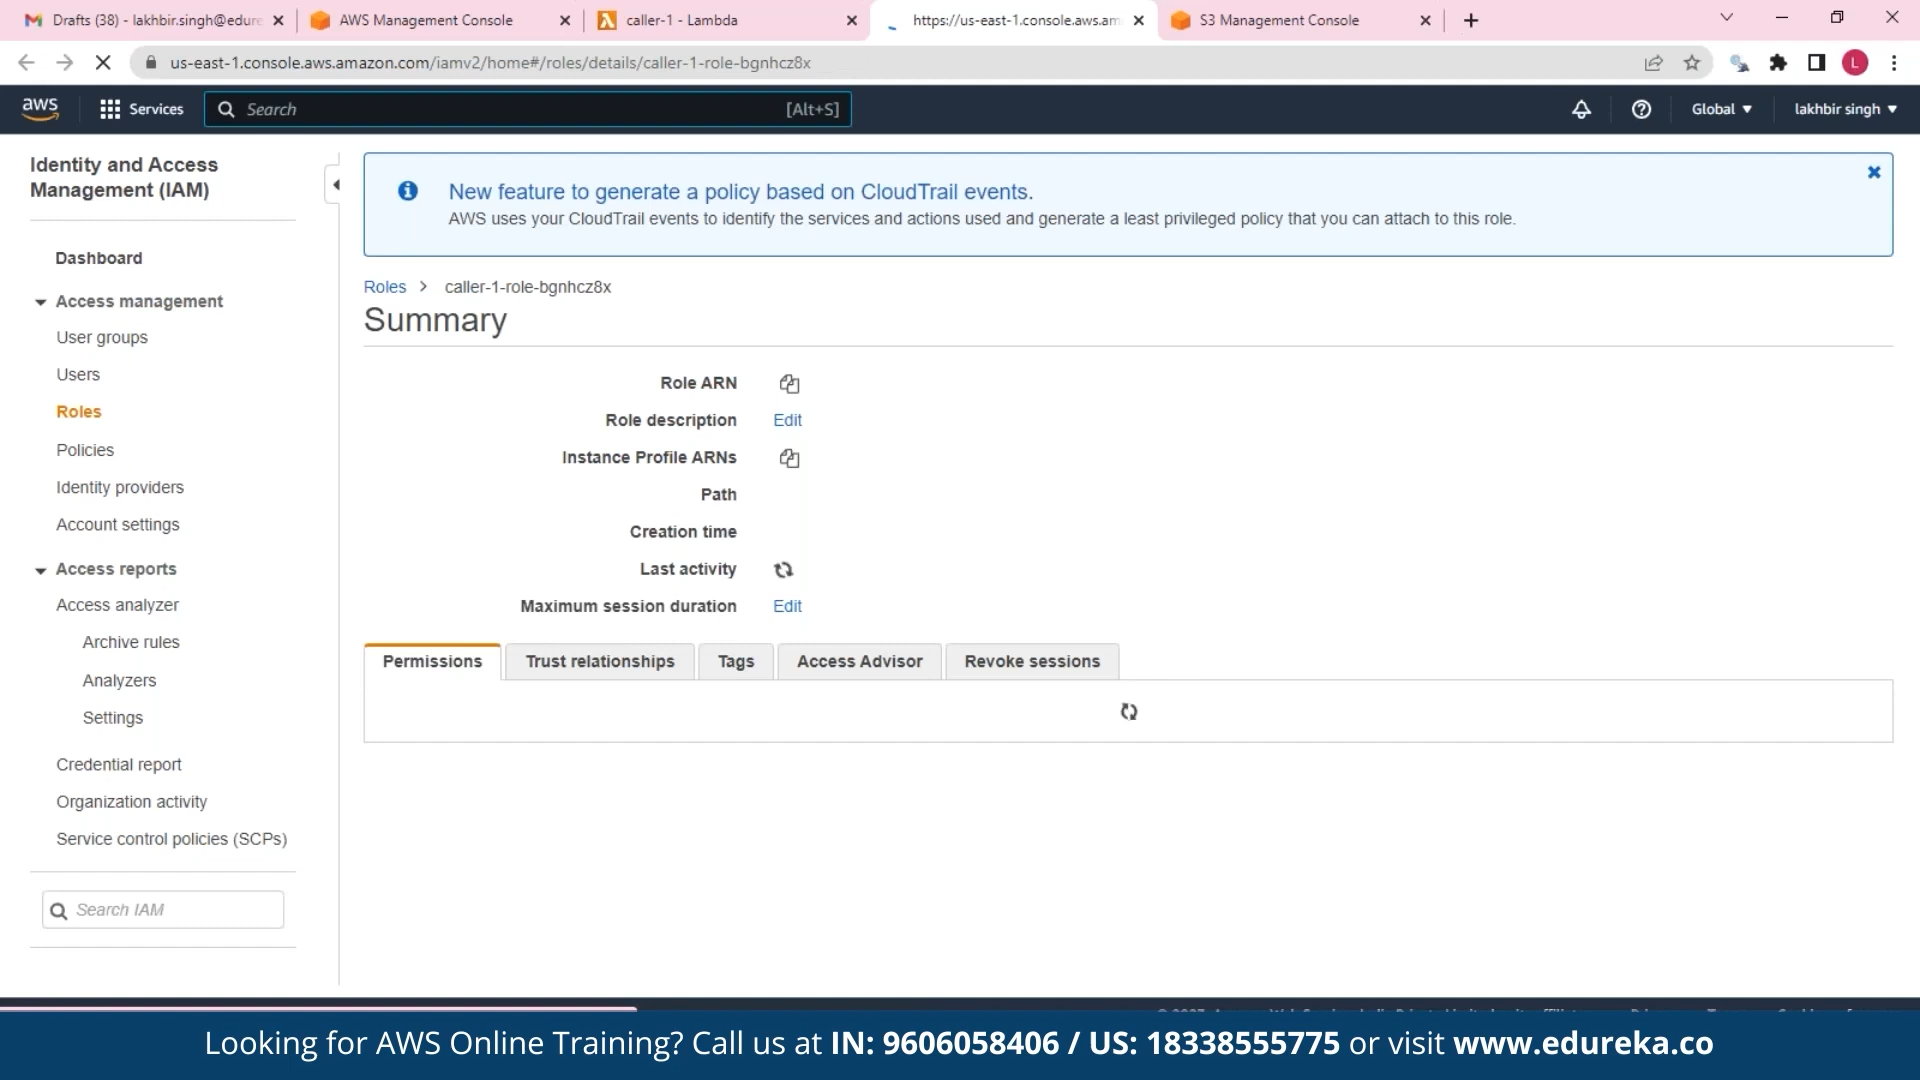 Drafts (38) - lakhbir.singh@edure
AWS Management Console
caller-1 - Lambda
https://us-east-1.console.aws.am
S3 Management Console
us-east-1.console.aws.amazon.com/iamv2/home#/roles/details/caller-1-role-bgnhcz8x
L
aws
Services
Search
[Alt+S]
Global
lakhbir singh
Identity and Access
Management (IAM)
Dashboard
Access management
User groups
Users
Roles
Policies
Identity providers
Account settings
Access reports
Access analyzer
Archive rules
Analyzers
Settings
Credential report
Organization activity
Service control policies (SCPs)
Search IAM
New feature to generate a policy based on CloudTrail events.
AWS uses your CloudTrail events to identify the services and actions used and generate a least privileged policy that you can attach to this role.
Roles > caller-1-role-bgnhcz8x
Summary
Role ARN
Role description Edit
Instance Profile ARNs
Path
Creation time
Last activity
Maximum session duration Edit
Permissions
Trust relationships
Tags
Access Advisor
Revoke sessions
Looking for AWS Online Training? Call us at IN: 9606058406 / US: 18338555775 or visit www.edureka.co